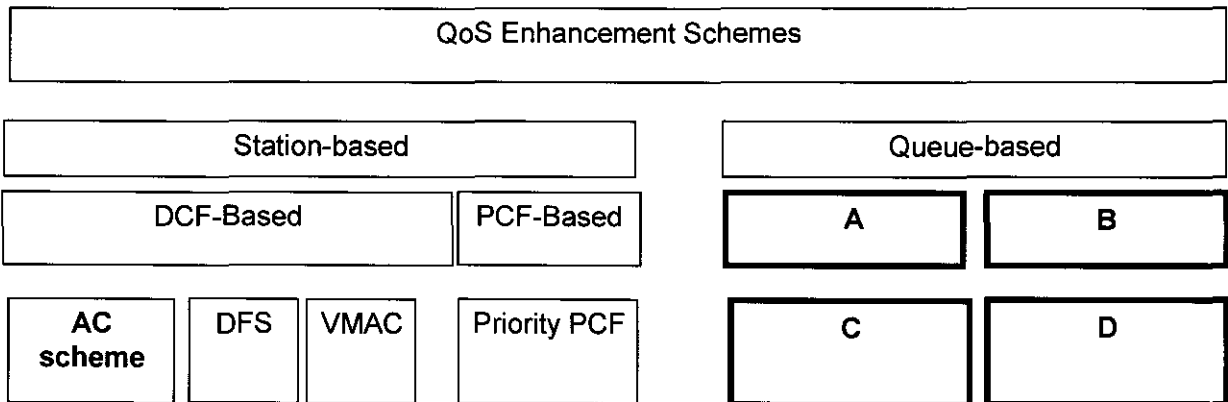 QoS Enhancement Schemes
Station-based
Queue-based
DCF-Based
PCF-Based
A
B
AC
scheme
DFS
VMAC
Priority PCF
C
D